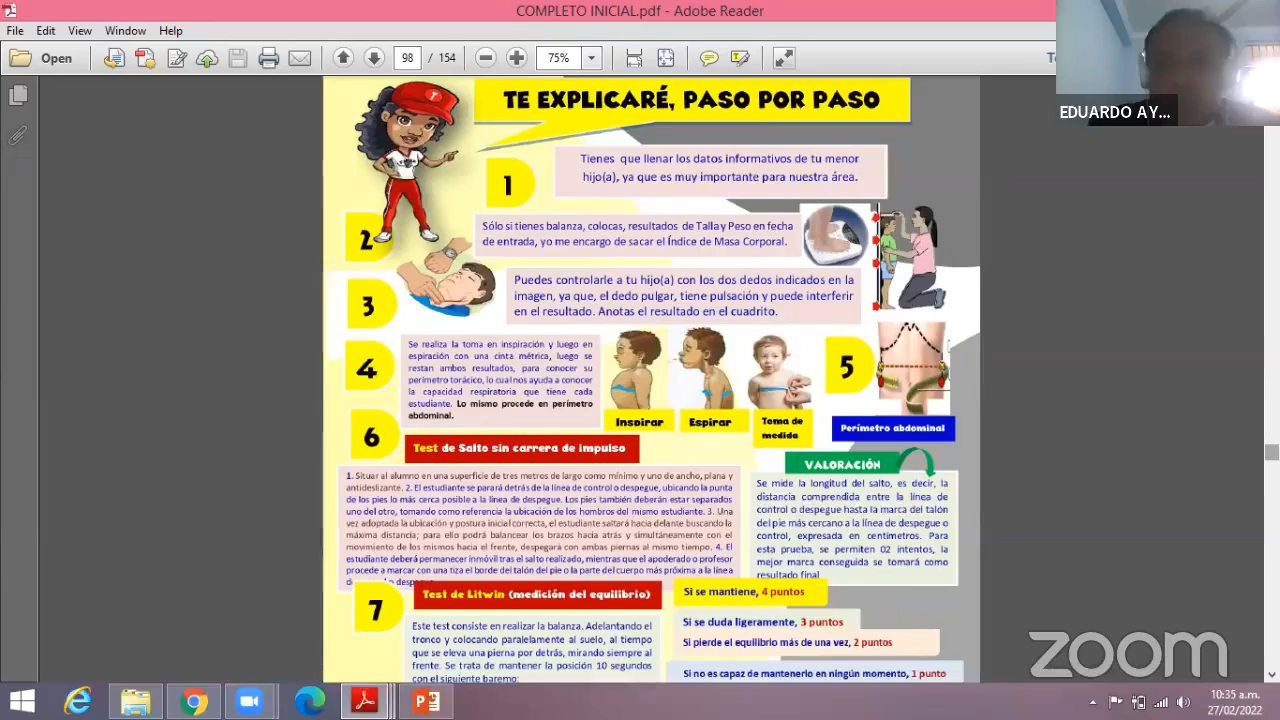 COMPLETO INICIAL.pdf - Adobe Reader
File Edit View Window Help
Open
98 / 154
75%
EDUARDO AY...
TE EXPLICARÉ, PASO POR PASO
1
Tienes que llenar los datos informativos de tu menor
hijo(a), ya que es muy importante para nuestra área.
2
Sólo si tienes balanza, colocas, resultados de Talla y Peso en fecha
de entrada, yo me encargo de sacar el Índice de Masa Corporal.
3
Puedes controlarle a tu hijo(a) con los dos dedos indicados en la
imagen, ya que, el dedo pulgar, tiene pulsación y puede interferir
en el resultado. Anotas el resultado en el cuadrito.
4
Se realiza la toma en inspiración y luego en
espiración con una cinta métrica, luego se
restan ambos resultados, para conocer su
perímetro torácico, lo cual nos ayuda a conocer
la capacidad respiratoria que tiene cada
estudiante. Lo mismo procede en perímetro
abdominal.
Inspirar
Espirar
Toma de
medida
5
Perímetro abdominal
6
Test de Salto sin carrera de impulso
1. Situar al alumno en una superficie de tres metros de largo como mínimo y uno de ancho, plana y
antideslizante. 2. El estudiante se parará detrás de la línea de control o despegue, ubicando la punta
de los pies lo más cerca posible a la línea de despegue. Los pies también deberán estar separados
uno del otro, tomando como referencia la ubicación de los hombros del mismo estudiante. 3. Una
vez adoptada la ubicación y postura inicial correcta, el estudiante saltará hacia delante buscando la
máxima distancia; para ello podrá balancear los brazos hacia atrás y simultáneamente con el
movimiento de los mismos hacia el frente, despegará con ambas piernas al mismo tiempo. 4. El
estudiante deberá permanecer inmóvil tras el salto realizado, mientras que el apoderado o profesor
procede a marcar con una tiza el borde del talón del pie o la parte del cuerpo más próxima a la línea
VALORACIÓN
Se mide la longitud del salto, es decir, la
distancia comprendida entre la línea de
control o despegue hasta la marca del talón
del pie más cercano a la línea de despegue o
control, expresada en centímetros. Para
esta prueba, se permiten 02 intentos, la
mejor marca conseguida se tomará como
resultado final
7
Test de Litwin (medición del equilibrio)
Este test consiste en realizar la balanza. Adelantando el
tronco y colocando paralelamente al suelo, al tiempo
que se eleva una pierna por detrás, mirando siempre al
frente. Se trata de mantener la posición 10 segundos
con el siguiente baremo:
Si se mantiene, 4 puntos
Si se duda ligeramente, 3 puntos
Si pierde el equilibrio más de una vez, 2 puntos
Si no es capaz de mantenerlo en ningún momento, 1 punto
zoom
10:35 a.m.
27/02/2022